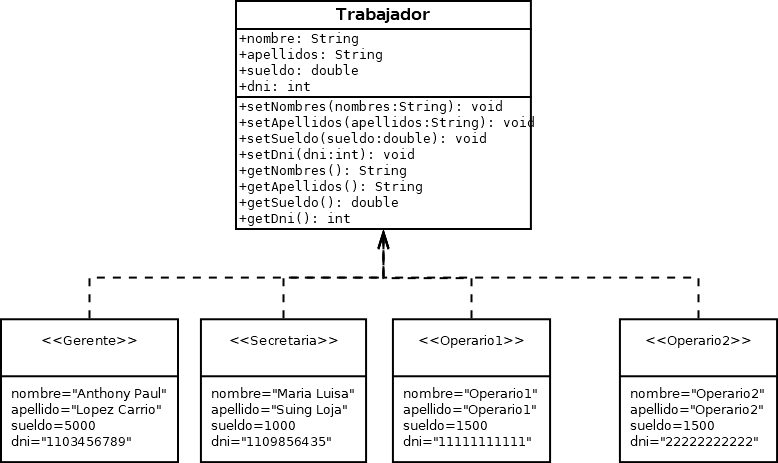 Trabajador
+nombre: String
+apellidos: String
+sueldo: double
+dni: int
+setNombres(nombres:String): void
+setApellidos(apellidos:String): void
+setSueldo(sueldo:double): void
+setDni(dni:int): void
+getNombres(): String
+getApellidos(): String
+getSueldo(): double
+getDni(): int
<<Gerente>>
nombre="Anthony Paul"
apellido="Lopez Carrio"
sueldo=5000
dni="1103456789"
<<Secretaria>>
nombre="Maria Luisa"
apellido="Suing Loja"
sueldo=1000
dni="1109856435"
<<Operario1>>
nombre="Operario1"
apellido="Operario1"
sueldo=1500
dni="11111111111"
<<Operario2>>
nombre="Operario2"
apellido="Operario2"
sueldo=1500
dni="22222222222"